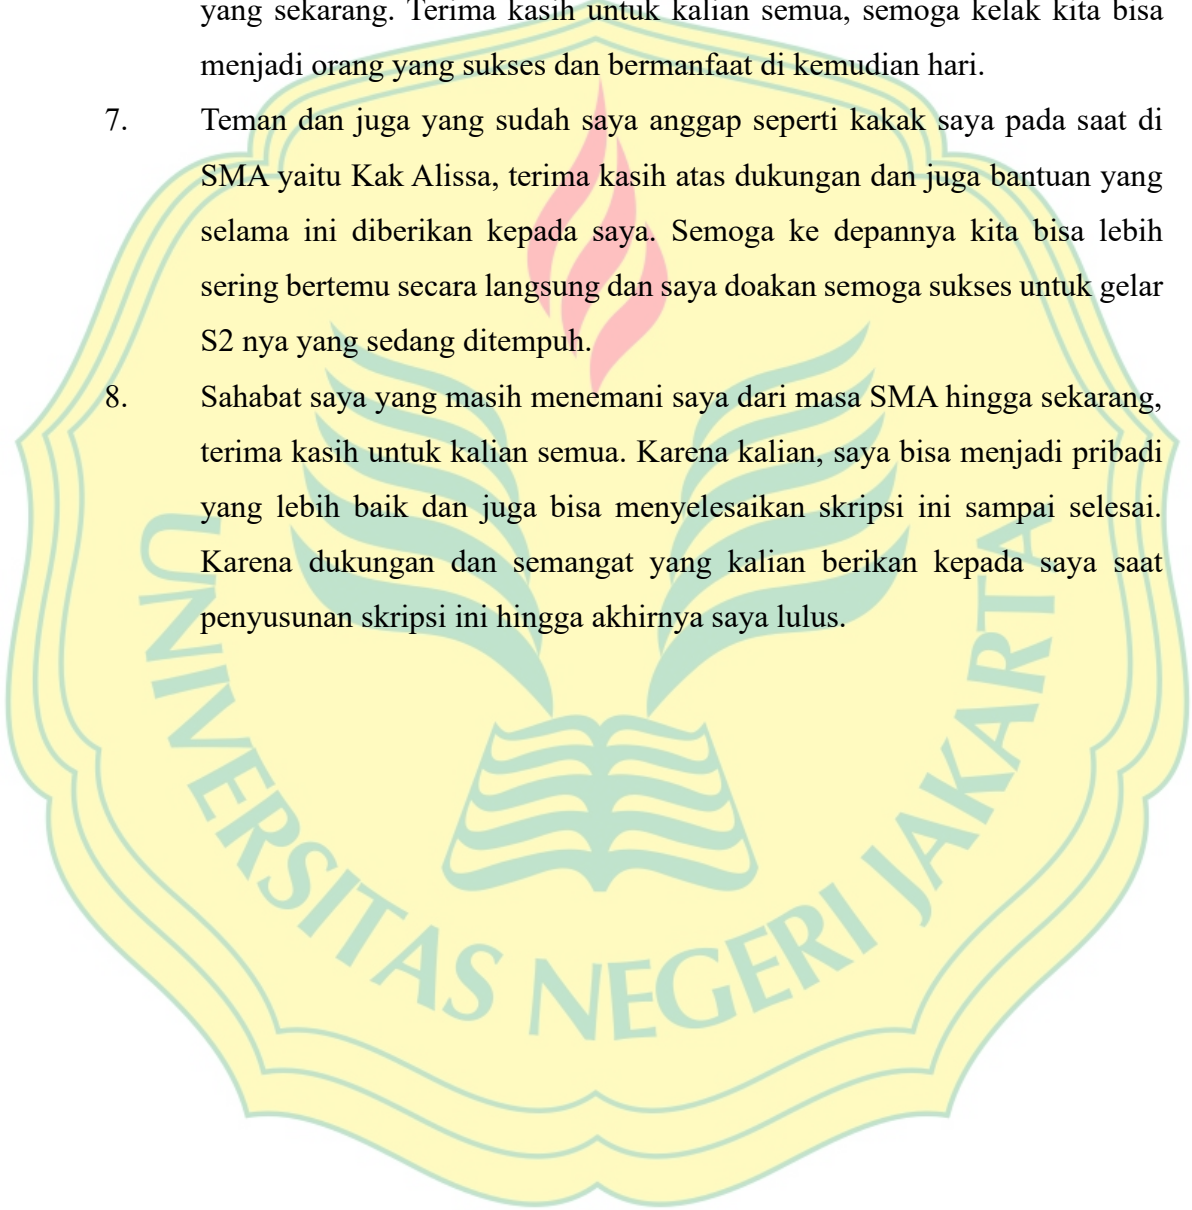 yang sekarang. Terima kasih untuk kalian semua, semoga kelak kita bisa
menjadi orang yang sukses dan bermanfaat di kemudian hari.
7. Teman dan juga yang sudah saya anggap seperti kakak saya pada saat di
SMA yaitu Kak Alissa, terima kasih atas dukungan dan juga bantuan yang
selama ini diberikan kepada saya. Semoga ke depannya kita bisa lebih
sering bertemu secara langsung dan saya doakan semoga sukses untuk gelar
S2 nya yang sedang ditempuh.
8. Sahabat saya yang masih menemani saya dari masa SMA hingga sekarang,
terima kasih untuk kalian semua. Karena kalian, saya bisa menjadi pribadi
yang lebih baik dan juga bisa menyelesaikan skripsi ini sampai selesai.
Karena dukungan dan semangat yang kalian berikan kepada saya saat
penyusunan skripsi ini hingga akhirnya saya lulus.
UNIVERSITAS NEGERI JAKARTA